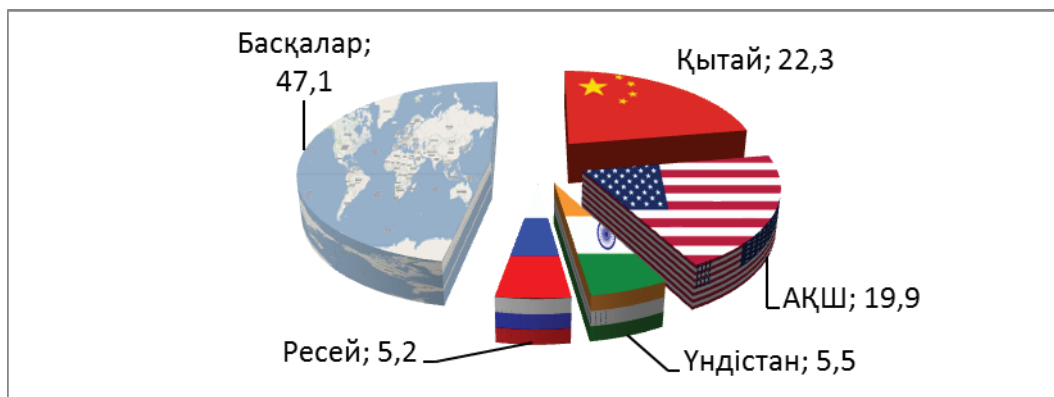 Басқалар;
47,1
Қытай; 22,3
АҚШ; 19,9
Ресей; 5,2
Үндістан; 5,5